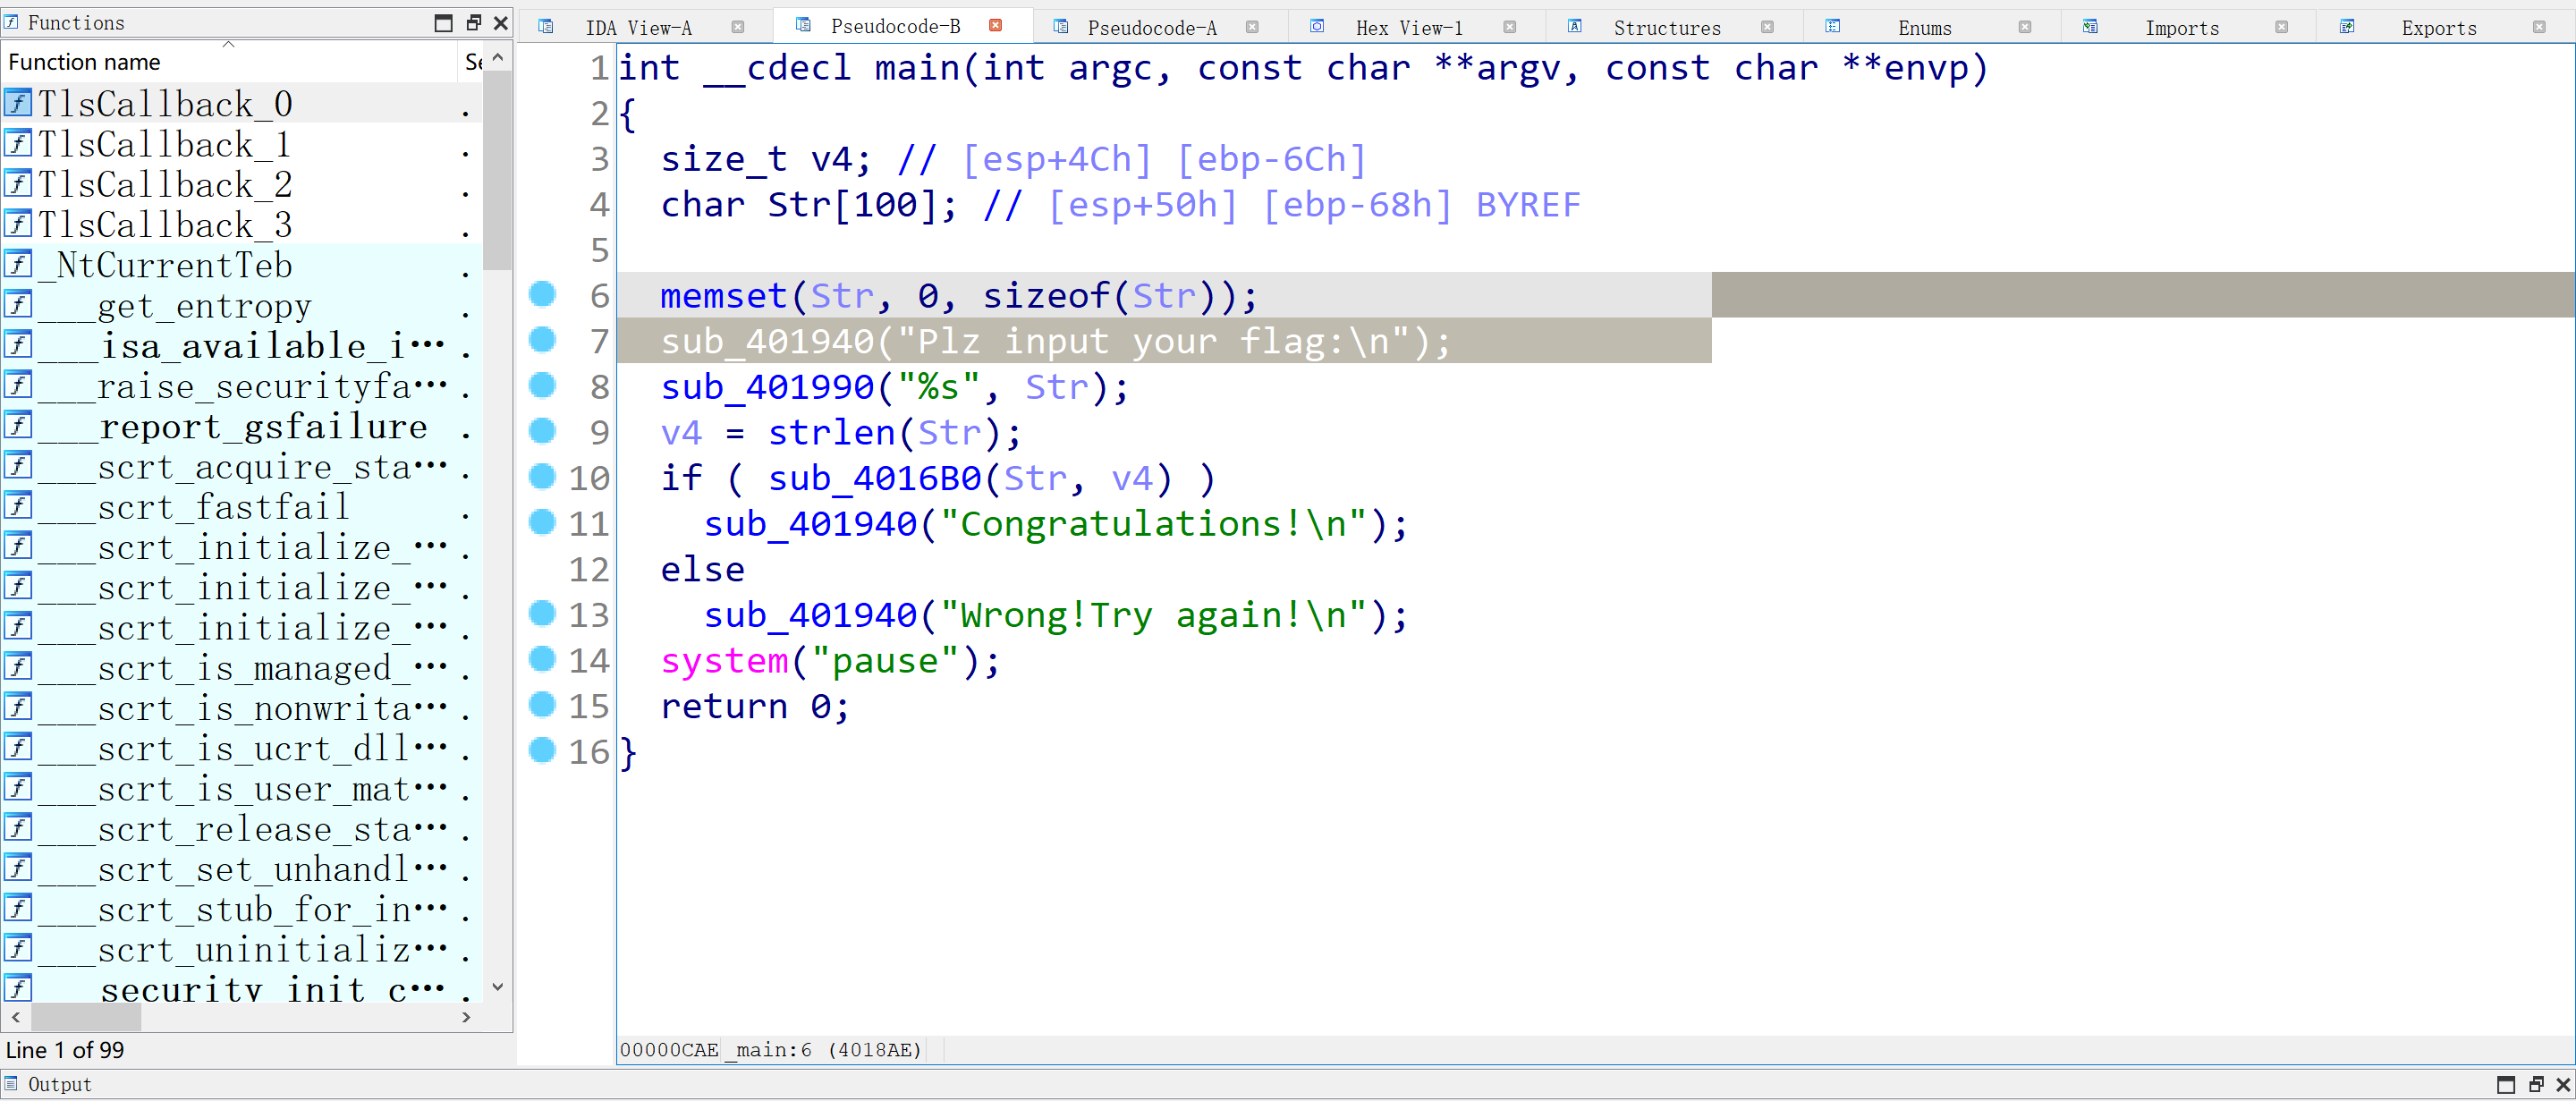 Functions
Function name
Se
TlsCallback_0 .
TlsCallback_1 .
TlsCallback_2 .
TlsCallback_3 .
_NtCurrentTeb .
___get_entropy .
___isa_available_i… .
___raise_securityfa… .
___report_gsfailure .
___scrt_acquire_sta… .
___scrt_fastfail .
___scrt_initialize_… .
___scrt_initialize_… .
___scrt_initialize_… .
___scrt_is_managed_… .
___scrt_is_nonwrita… .
___scrt_is_ucrt_dll… .
___scrt_is_user_mat… .
___scrt_release_sta… .
___scrt_set_unhandl… .
___scrt_stub_for_in… .
___scrt_uninitializ… .
___security_init_c… .
Line 1 of 99
IDA View-A
Pseudocode-B
Pseudocode-A
Hex View-1
Structures
Enums
Imports
Exports
1 int __cdecl main(int argc, const char **argv, const char **envp)
2 {
3   size_t v4; // [esp+4Ch] [ebp-6Ch]
4   char Str[100]; // [esp+50h] [ebp-68h] BYREF
5
6   memset(Str, 0, sizeof(Str));
7   sub_401940("Plz input your flag:\n");
8   sub_401990("%s", Str);
9   v4 = strlen(Str);
10   if ( sub_4016B0(Str, v4) )
11     sub_401940("Congratulations!\n");
12   else
13     sub_401940("Wrong!Try again!\n");
14   system("pause");
15   return 0;
16 }
00000CAE _main:6 (4018AE)
Output